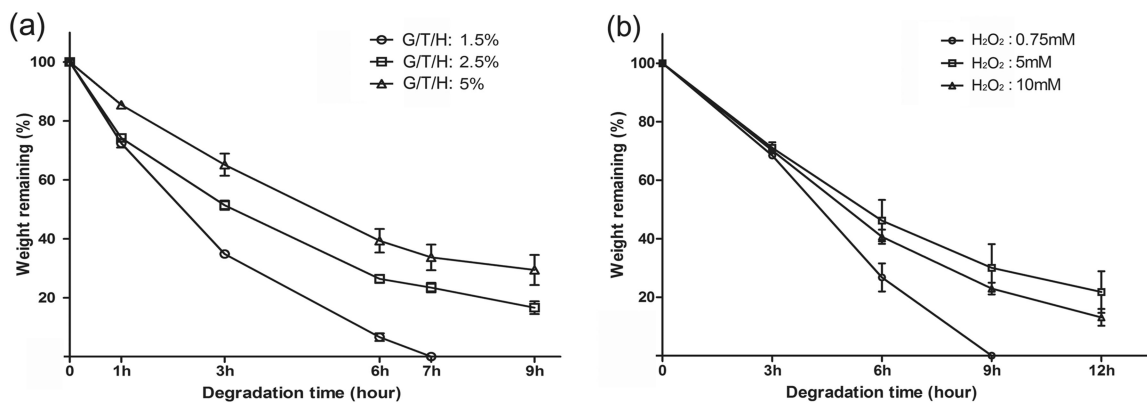 (a)
G/T/H: 1.5%
G/T/H: 2.5%
G/T/H: 5%
Weight remaining (%)
100
80
60
40
20
0 1h 3h 6h 7h 9h
Degradation time (hour)
(b)
H₂O₂ : 0.75mM
H₂O₂ : 5mM
H₂O₂ : 10mM
Weight remaining (%)
100
80
60
40
20
0 3h 6h 9h 12h
Degradation time (hour)